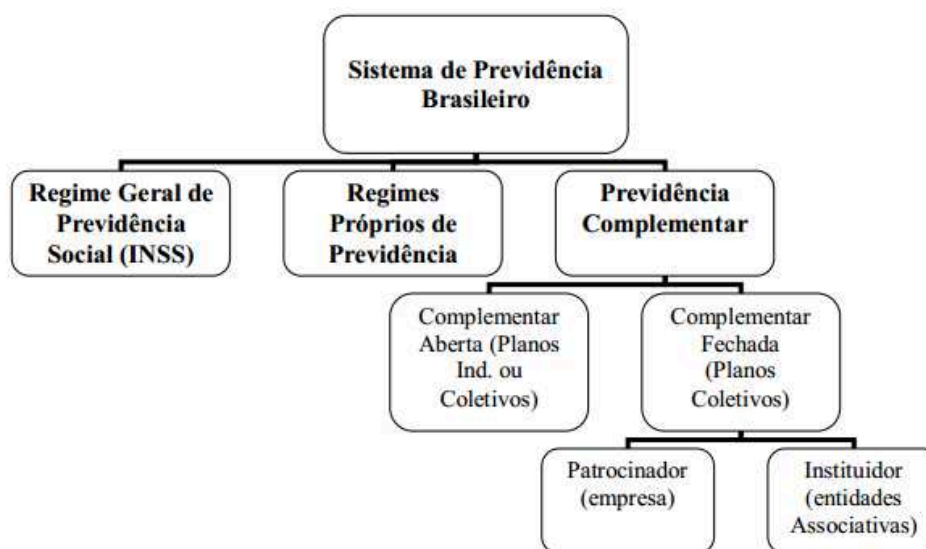 Sistema de Previdência
Brasileiro
Regime Geral de
Previdência
Social (INSS)
Regimes
Próprios de
Previdência
Previdência
Complementar
Complementar
Aberta (Planos
Ind. ou
Coletivos)
Complementar
Fechada
(Planos
Coletivos)
Patrocinador
(empresa)
Instituidor
(entidades
Associativas)